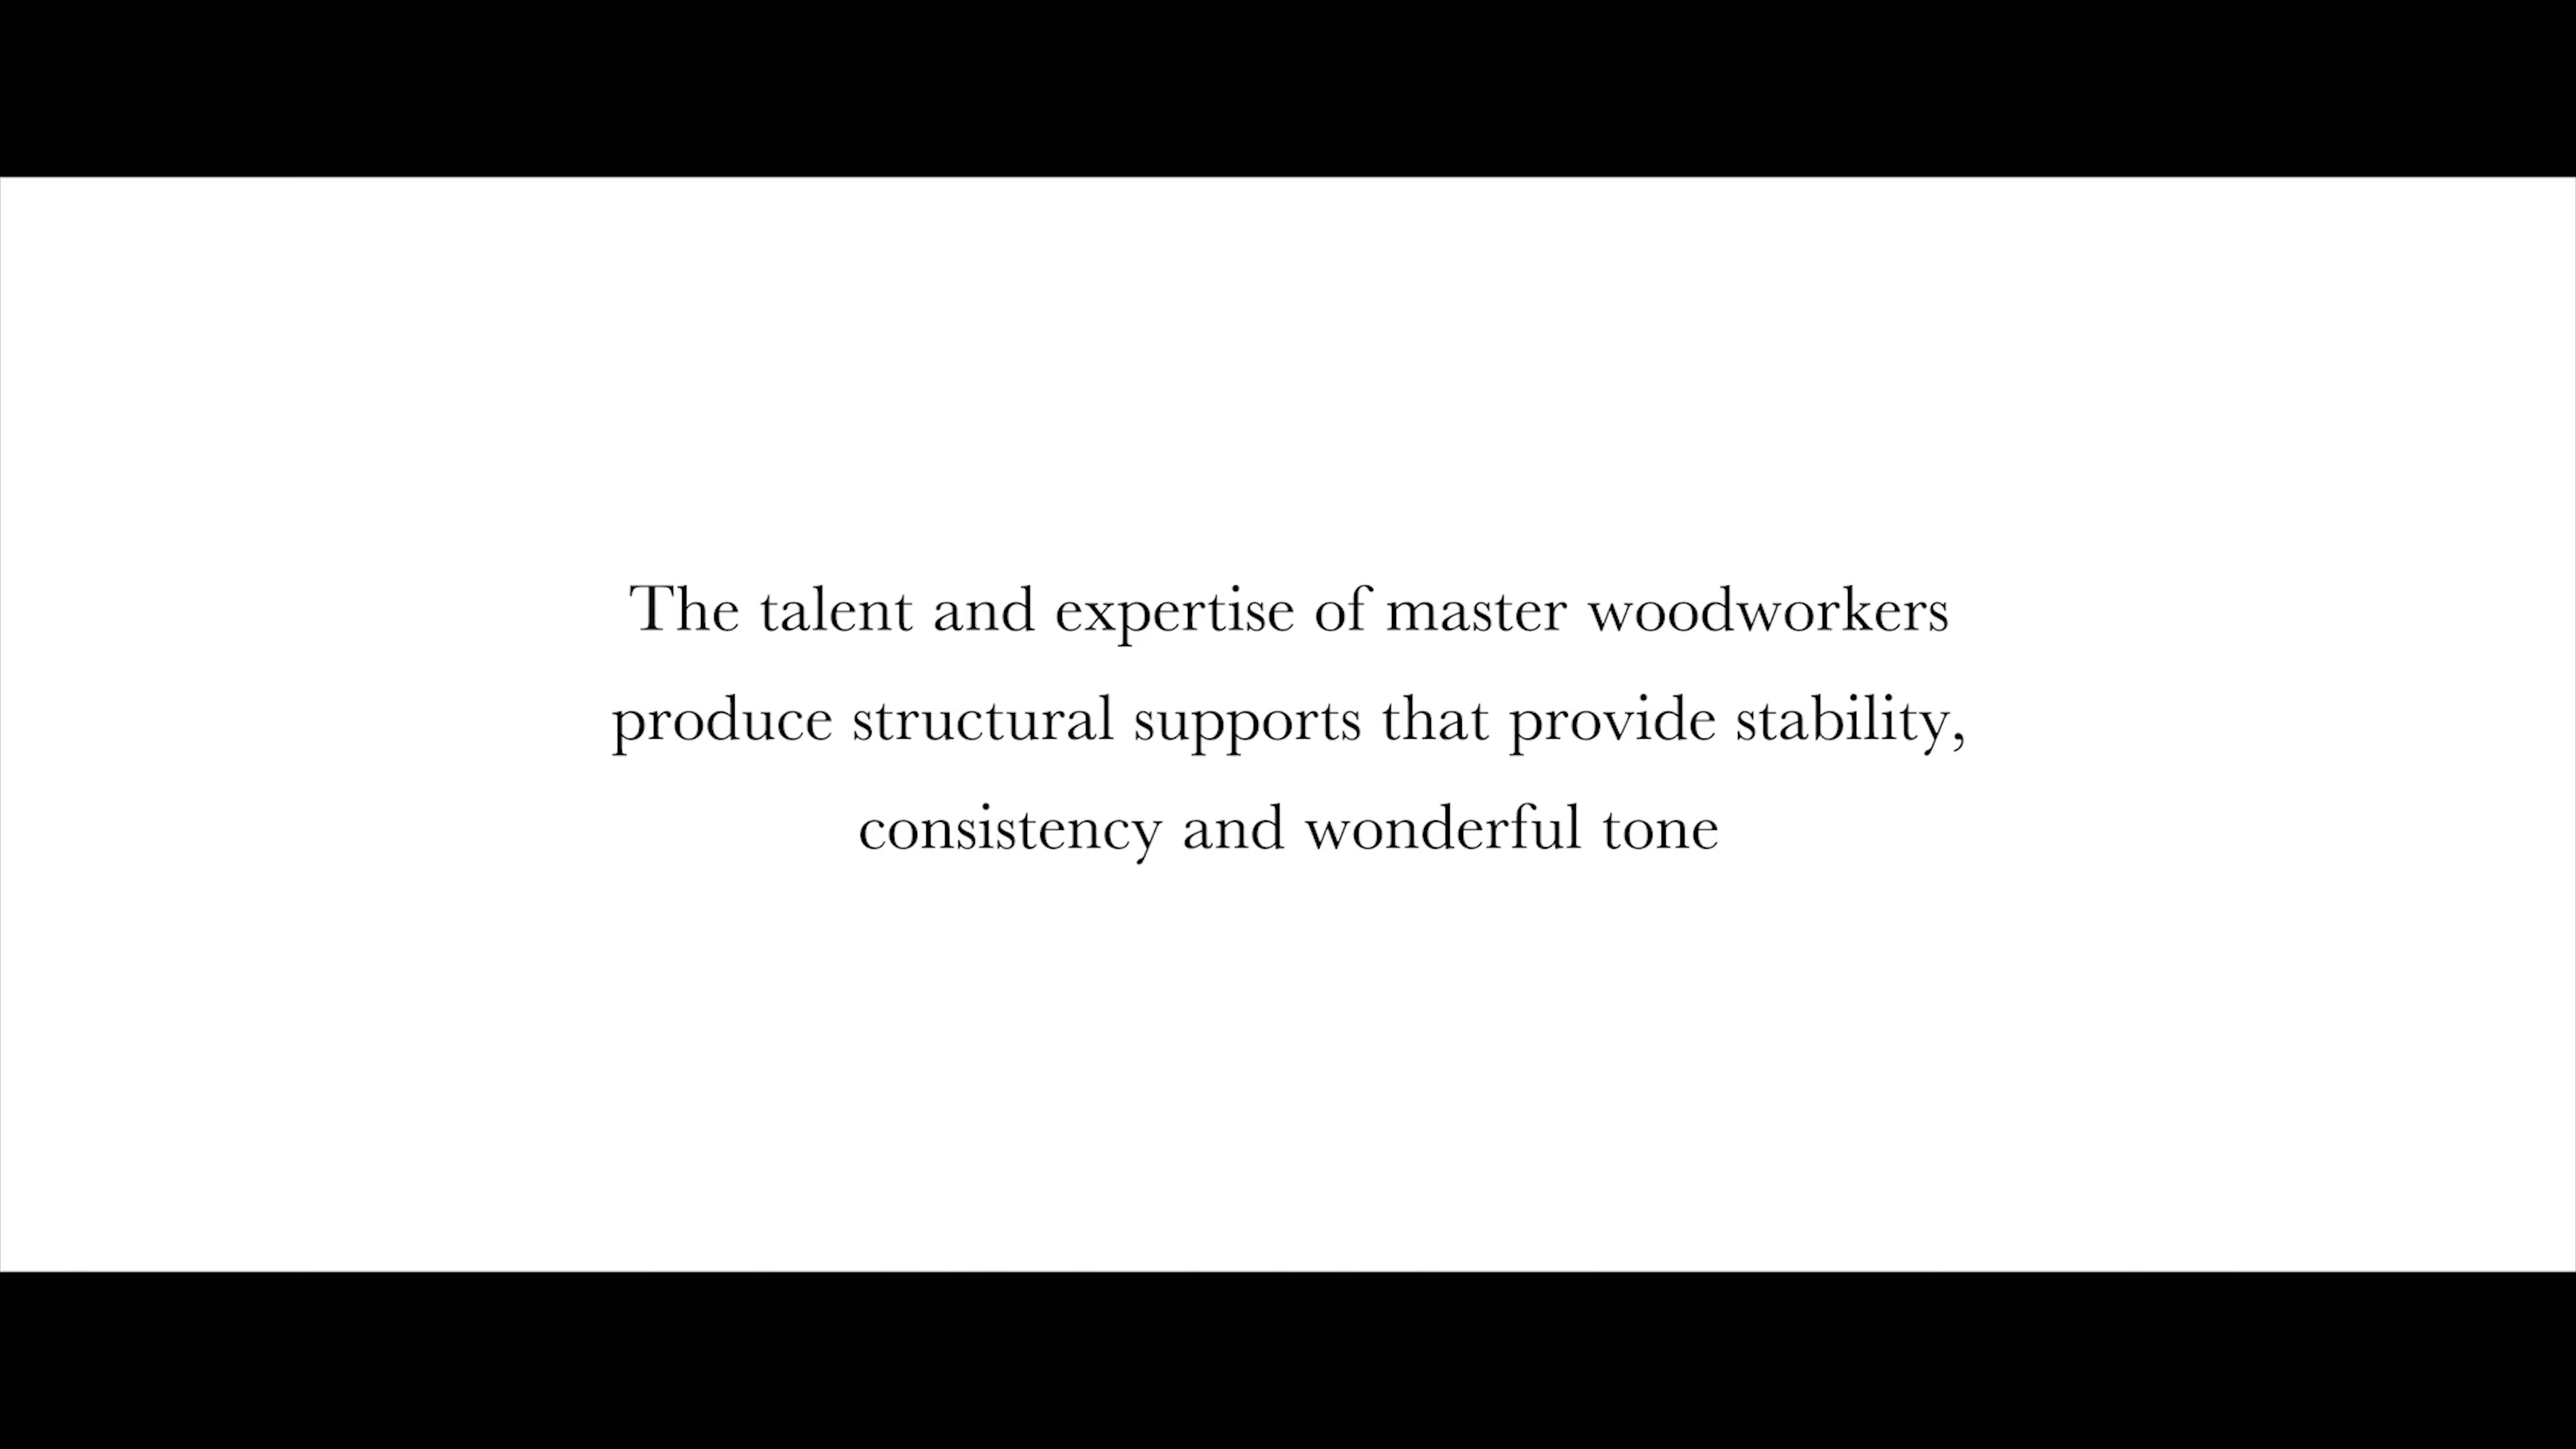 The talent and expertise of master woodworkers
produce structural supports that provide stability,
consistency and wonderful tone